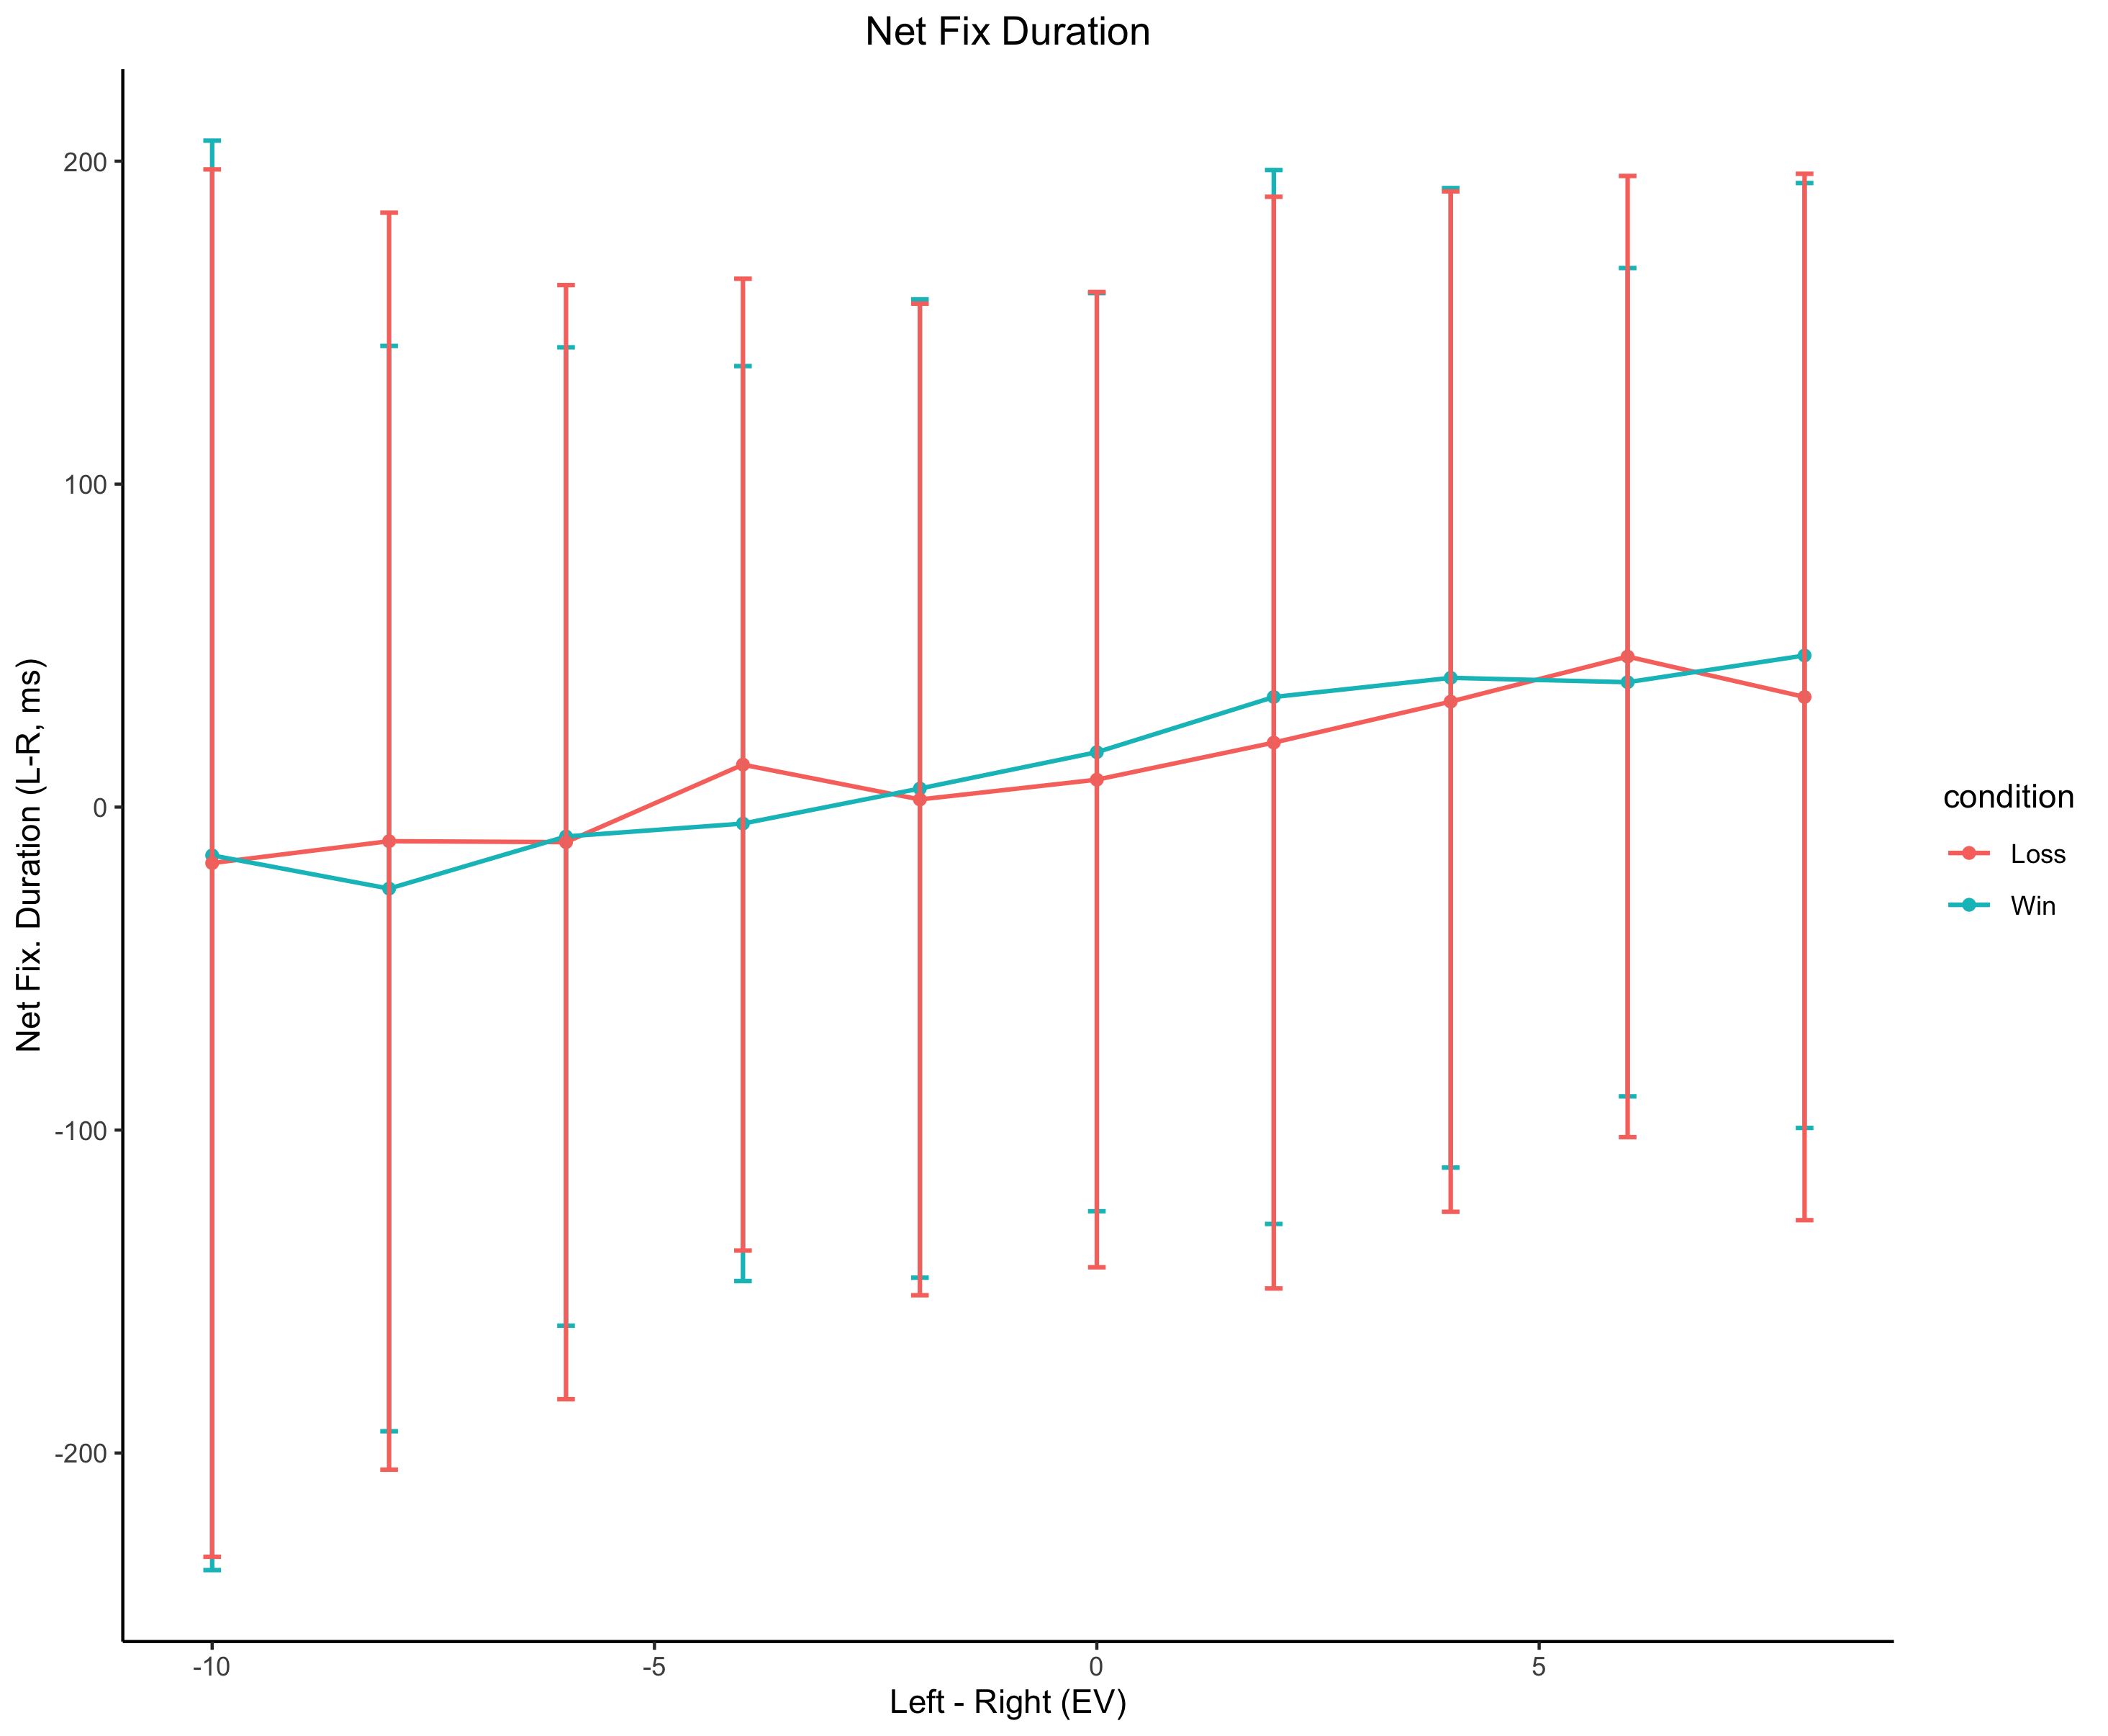 Net Fix Duration
Net Fix. Duration (L-R, ms)
200
100
0
-100
-200
-10
-5
0
5
Left - Right (EV)
condition
Loss
Win